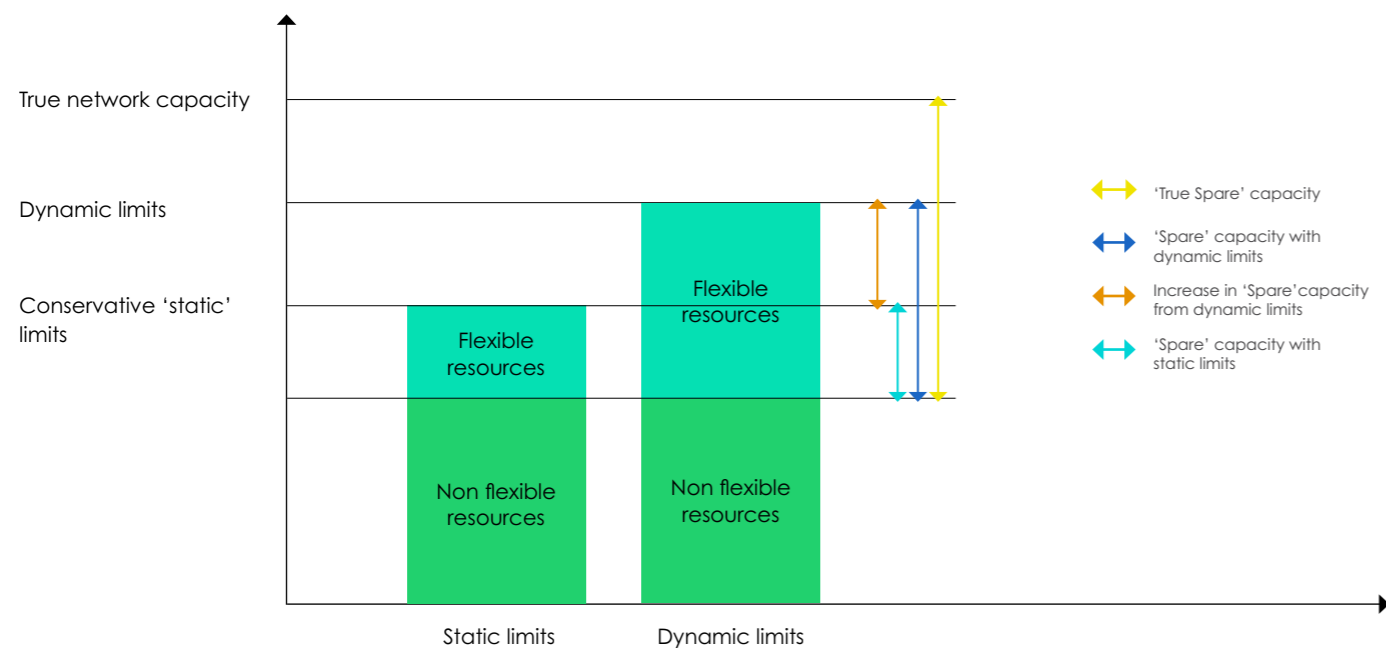 True network capacity
Dynamic limits
Conservative ‘static’
limits
Flexible
resources
Non flexible
resources
Flexible
resources
Non flexible
resources
Static limits
Dynamic limits
‘True Spare’ capacity
‘Spare’ capacity with
dynamic limits
Increase in ‘Spare’capacity
from dynamic limits
‘Spare’ capacity with
static limits